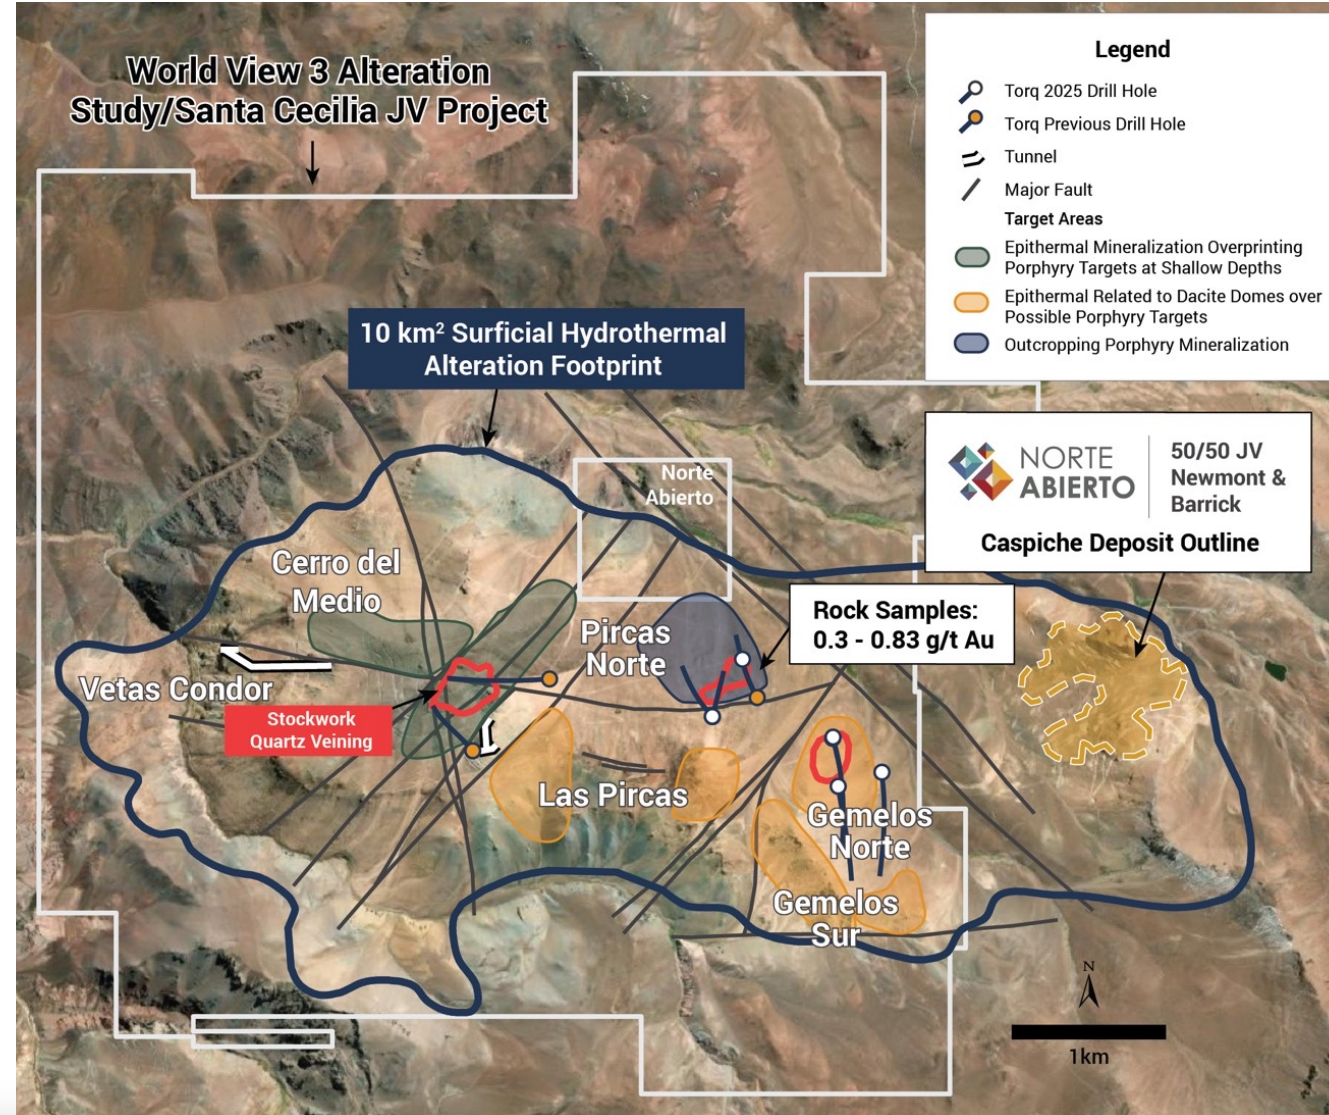 World View 3 Alteration
Study/Santa Cecilia JV Project
Legend
Torq 2025 Drill Hole
Torq Previous Drill Hole
Tunnel
Major Fault
Target Areas
Epithermal Mineralization Overprinting
Porphyry Targets at Shallow Depths
Epithermal Related to Dacite Domes over
Possible Porphyry Targets
Outcropping Porphyry Mineralization
10 km² Surficial Hydrothermal
Alteration Footprint
NORTE
ABIERTO
50/50 JV
Newmont &
Barrick
Caspiche Deposit Outline
Norte
Abierto
Cerro del
Medio
Rock Samples:
0.3 - 0.83 g/t Au
Pircas
Norte
Vetas Condor
Stockwork
Quartz Veining
Las Pircas
Gemelos
Norte
Gemelos
Sur
N
1km